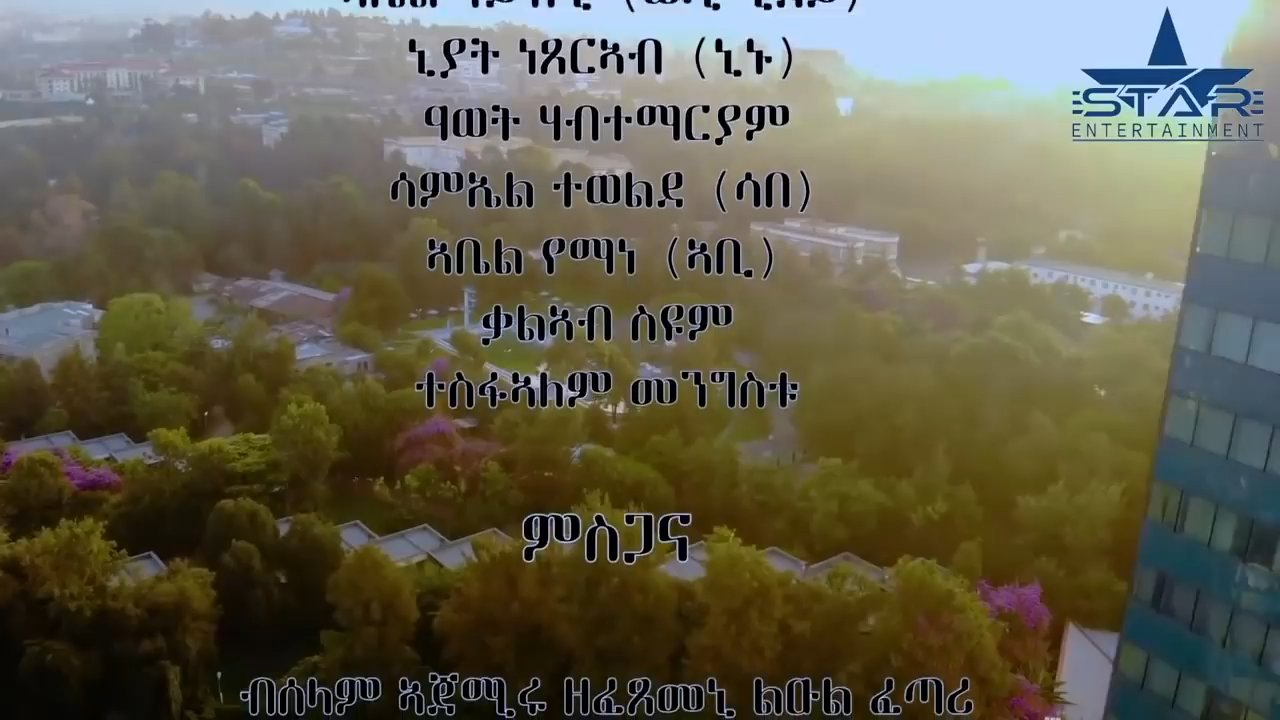 ኒያት ነጸርኣብ (ኒኑ)
ዓወት ሃብተማርያም
ሳምኤል ተወልደ (ሳበ)
ኣቤል የማነ (ኣቢ)
ቃልኣብ ስዩም
ተስፋኣለም መንግስቱ
ምስጋና
ብሰላም ኣጀሚሩ ዘፈጸመኒ ልዑል ፈጣሪ
STAR
ENTERTAINMENT